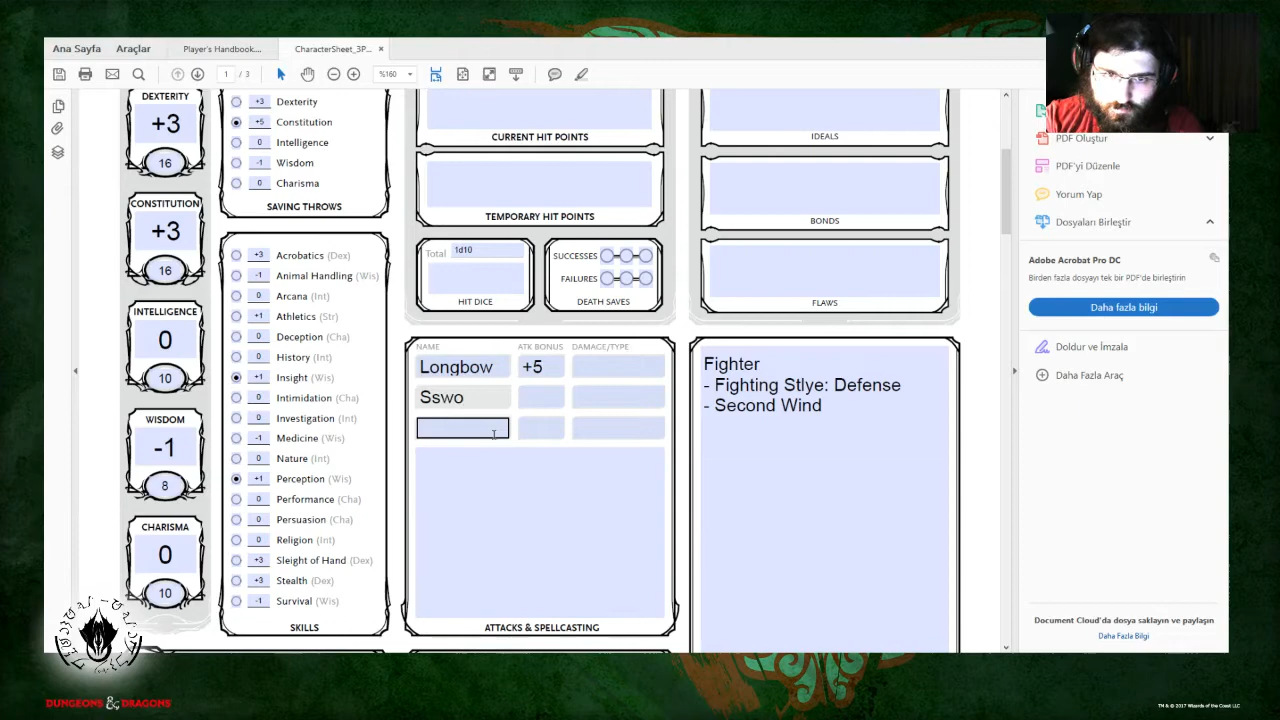 Ana Sayfa
Araçlar
Player's Handbook....
CharacterSheet_3P... ×
1 / 3
%160
DEXTERITY
+3
16
CONSTITUTION
+3
16
INTELLIGENCE
0
10
WISDOM
-1
8
CHARISMA
0
10
+3 Dexterity
+5 Constitution
0 Intelligence
-1 Wisdom
0 Charisma
SAVING THROWS
+3 Acrobatics (Dex)
-1 Animal Handling (Wis)
0 Arcana (Int)
+1 Athletics (Str)
0 Deception (Cha)
0 History (Int)
+1 Insight (Wis)
0 Intimidation (Cha)
0 Investigation (Int)
-1 Medicine (Wis)
0 Nature (Int)
+1 Perception (Wis)
0 Performance (Cha)
0 Persuasion (Cha)
0 Religion (Int)
+3 Sleight of Hand (Dex)
+3 Stealth (Dex)
-1 Survival (Wis)
SKILLS
CURRENT HIT POINTS
TEMPORARY HIT POINTS
Total 1d10
HIT DICE
SUCCESSES
FAILURES
DEATH SAVES
NAME ATK BONUS DAMAGE/TYPE
Longbow +5
Sswo
ATTACKS & SPELLCASTING
IDEALS
BONDS
FLAWS
Fighter
- Fighting Stlye: Defense
- Second Wind
PDF Oluştur
PDF'yi Düzenle
Yorum Yap
Dosyaları Birleştir
Adobe Acrobat Pro DC
Birden fazla dosyayı tek bir PDF'de birleştirin
Daha fazla bilgi
Doldur ve İmzala
Daha Fazla Araç
Document Cloud'da dosya saklayın ve paylaşın
Daha Fazla Bilgi
DUNGEONS & DRAGONS
TM & © 2017 Wizards of the Coast LLC